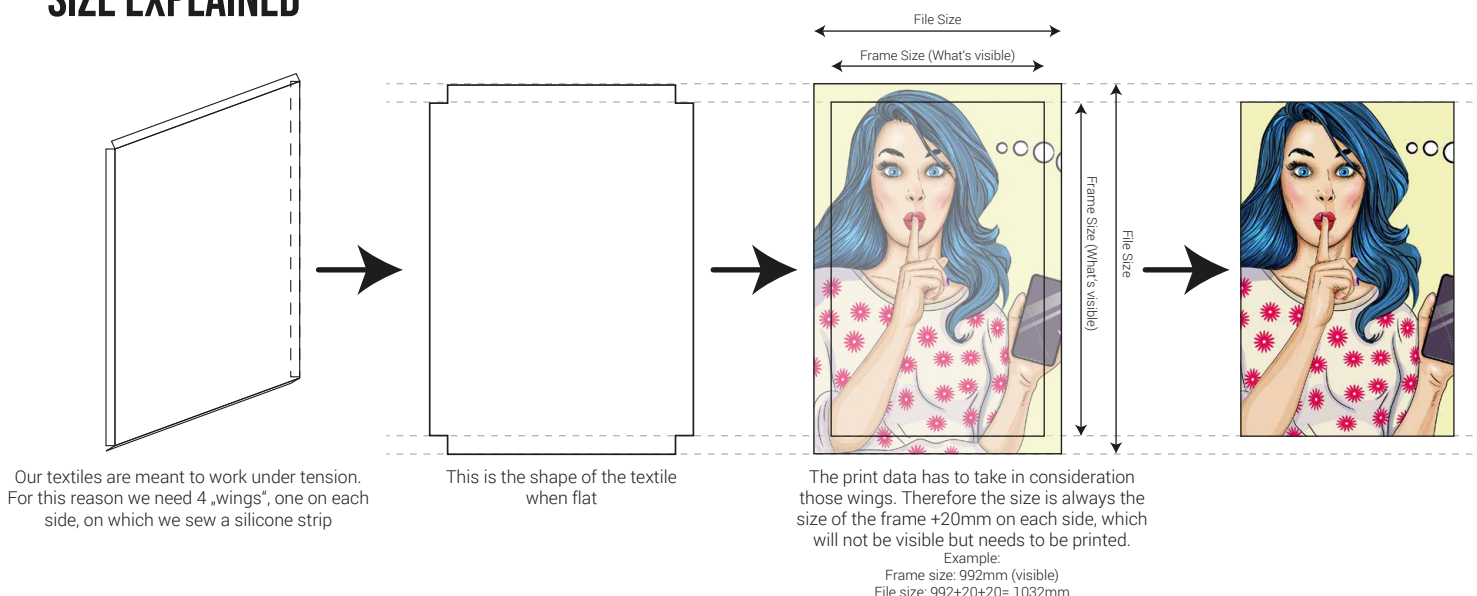 SIZE EXPLAINED
File Size
Frame Size (What's visible)
Frame Size (What's visible)
File Size
Our textiles are meant to work under tension.
For this reason we need 4 „wings“, one on each
side, on which we sew a silicone strip
This is the shape of the textile
when flat
The print data has to take in consideration
those wings. Therefore the size is always the
size of the frame +20mm on each side, which
will not be visible but needs to be printed.
Example:
Frame size: 992mm (visible)
File size: 992+20+20= 1032mm